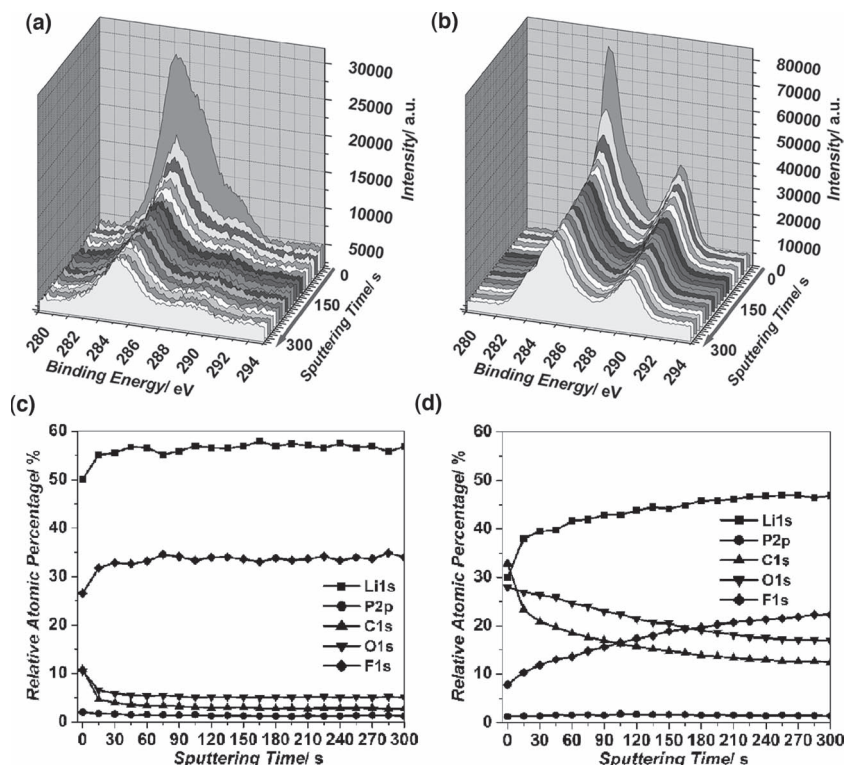 (a)
30000
25000
20000
15000
10000
5000
Intensity/ a.u.
0
150
300
Sputtering Time/ s
280
282
284
286
288
290
292
294
Binding Energy/ eV
(b)
80000
70000
60000
50000
40000
30000
20000
10000
0
Intensity/ a.u.
0
150
300
Sputtering Time/ s
280
282
284
286
288
290
292
294
Binding Energy/ eV
(c)
60
50
40
30
20
10
0
Relative Atomic Percentage/ %
Li1s
P2p
C1s
O1s
F1s
0 30 60 90 120 150 180 210 240 270 300
Sputtering Time/ s
(d)
60
50
40
30
20
10
0
Relative Atomic Percentage/ %
Li1s
P2p
C1s
O1s
F1s
0 30 60 90 120 150 180 210 240 270 300
Sputtering Time/ s